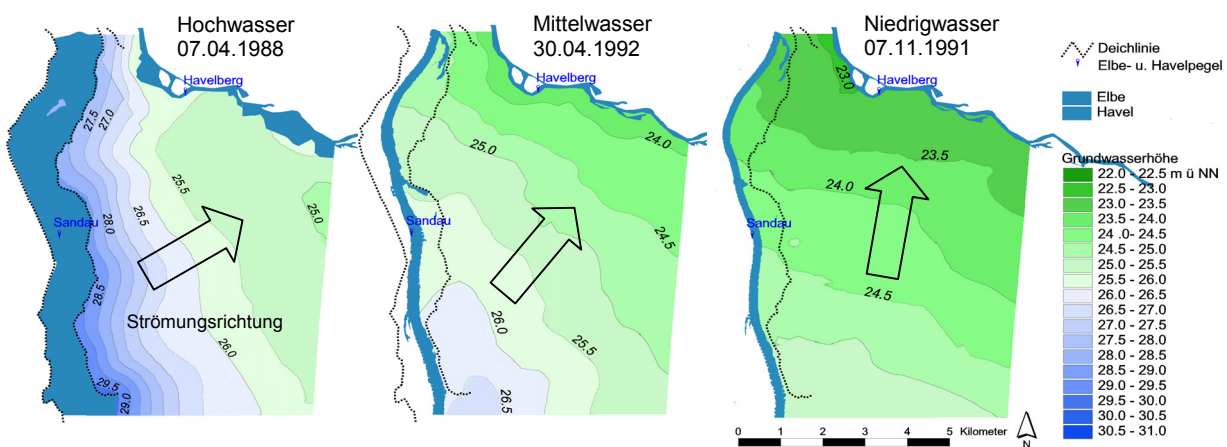 Hochwasser
07.04.1988
Havelberg
27.5
27.0
25.5
26.5
28.0
25.0
Sandau
28.5
Strömungsrichtung
26.0
29.5
29.0
Mittelwasser
30.04.1992
Havelberg
24.0
25.0
Sandau
24.5
26.0
25.5
26.5
Niedrigwasser
07.11.1991
23.0
Havelberg
23.5
24.0
Sandau
24.5
0 1 2 3 4 5 Kilometer
N
Deichlinie
Elbe- u. Havelpegel
Elbe
Havel
Grundwasserhöhe
22.0 - 22.5 m ü NN
22.5 - 23.0
23.0 - 23.5
23.5 - 24.0
24 .0- 24.5
24.5 - 25.0
25.0 - 25.5
25.5 - 26.0
26.0 - 26.5
26.5 - 27.0
27.0 - 27.5
27.5 - 28.0
28.0 - 28.5
28.5 - 29.0
29.0 - 29.5
29.5 - 30.0
30.0 - 30.5
30.5 - 31.0